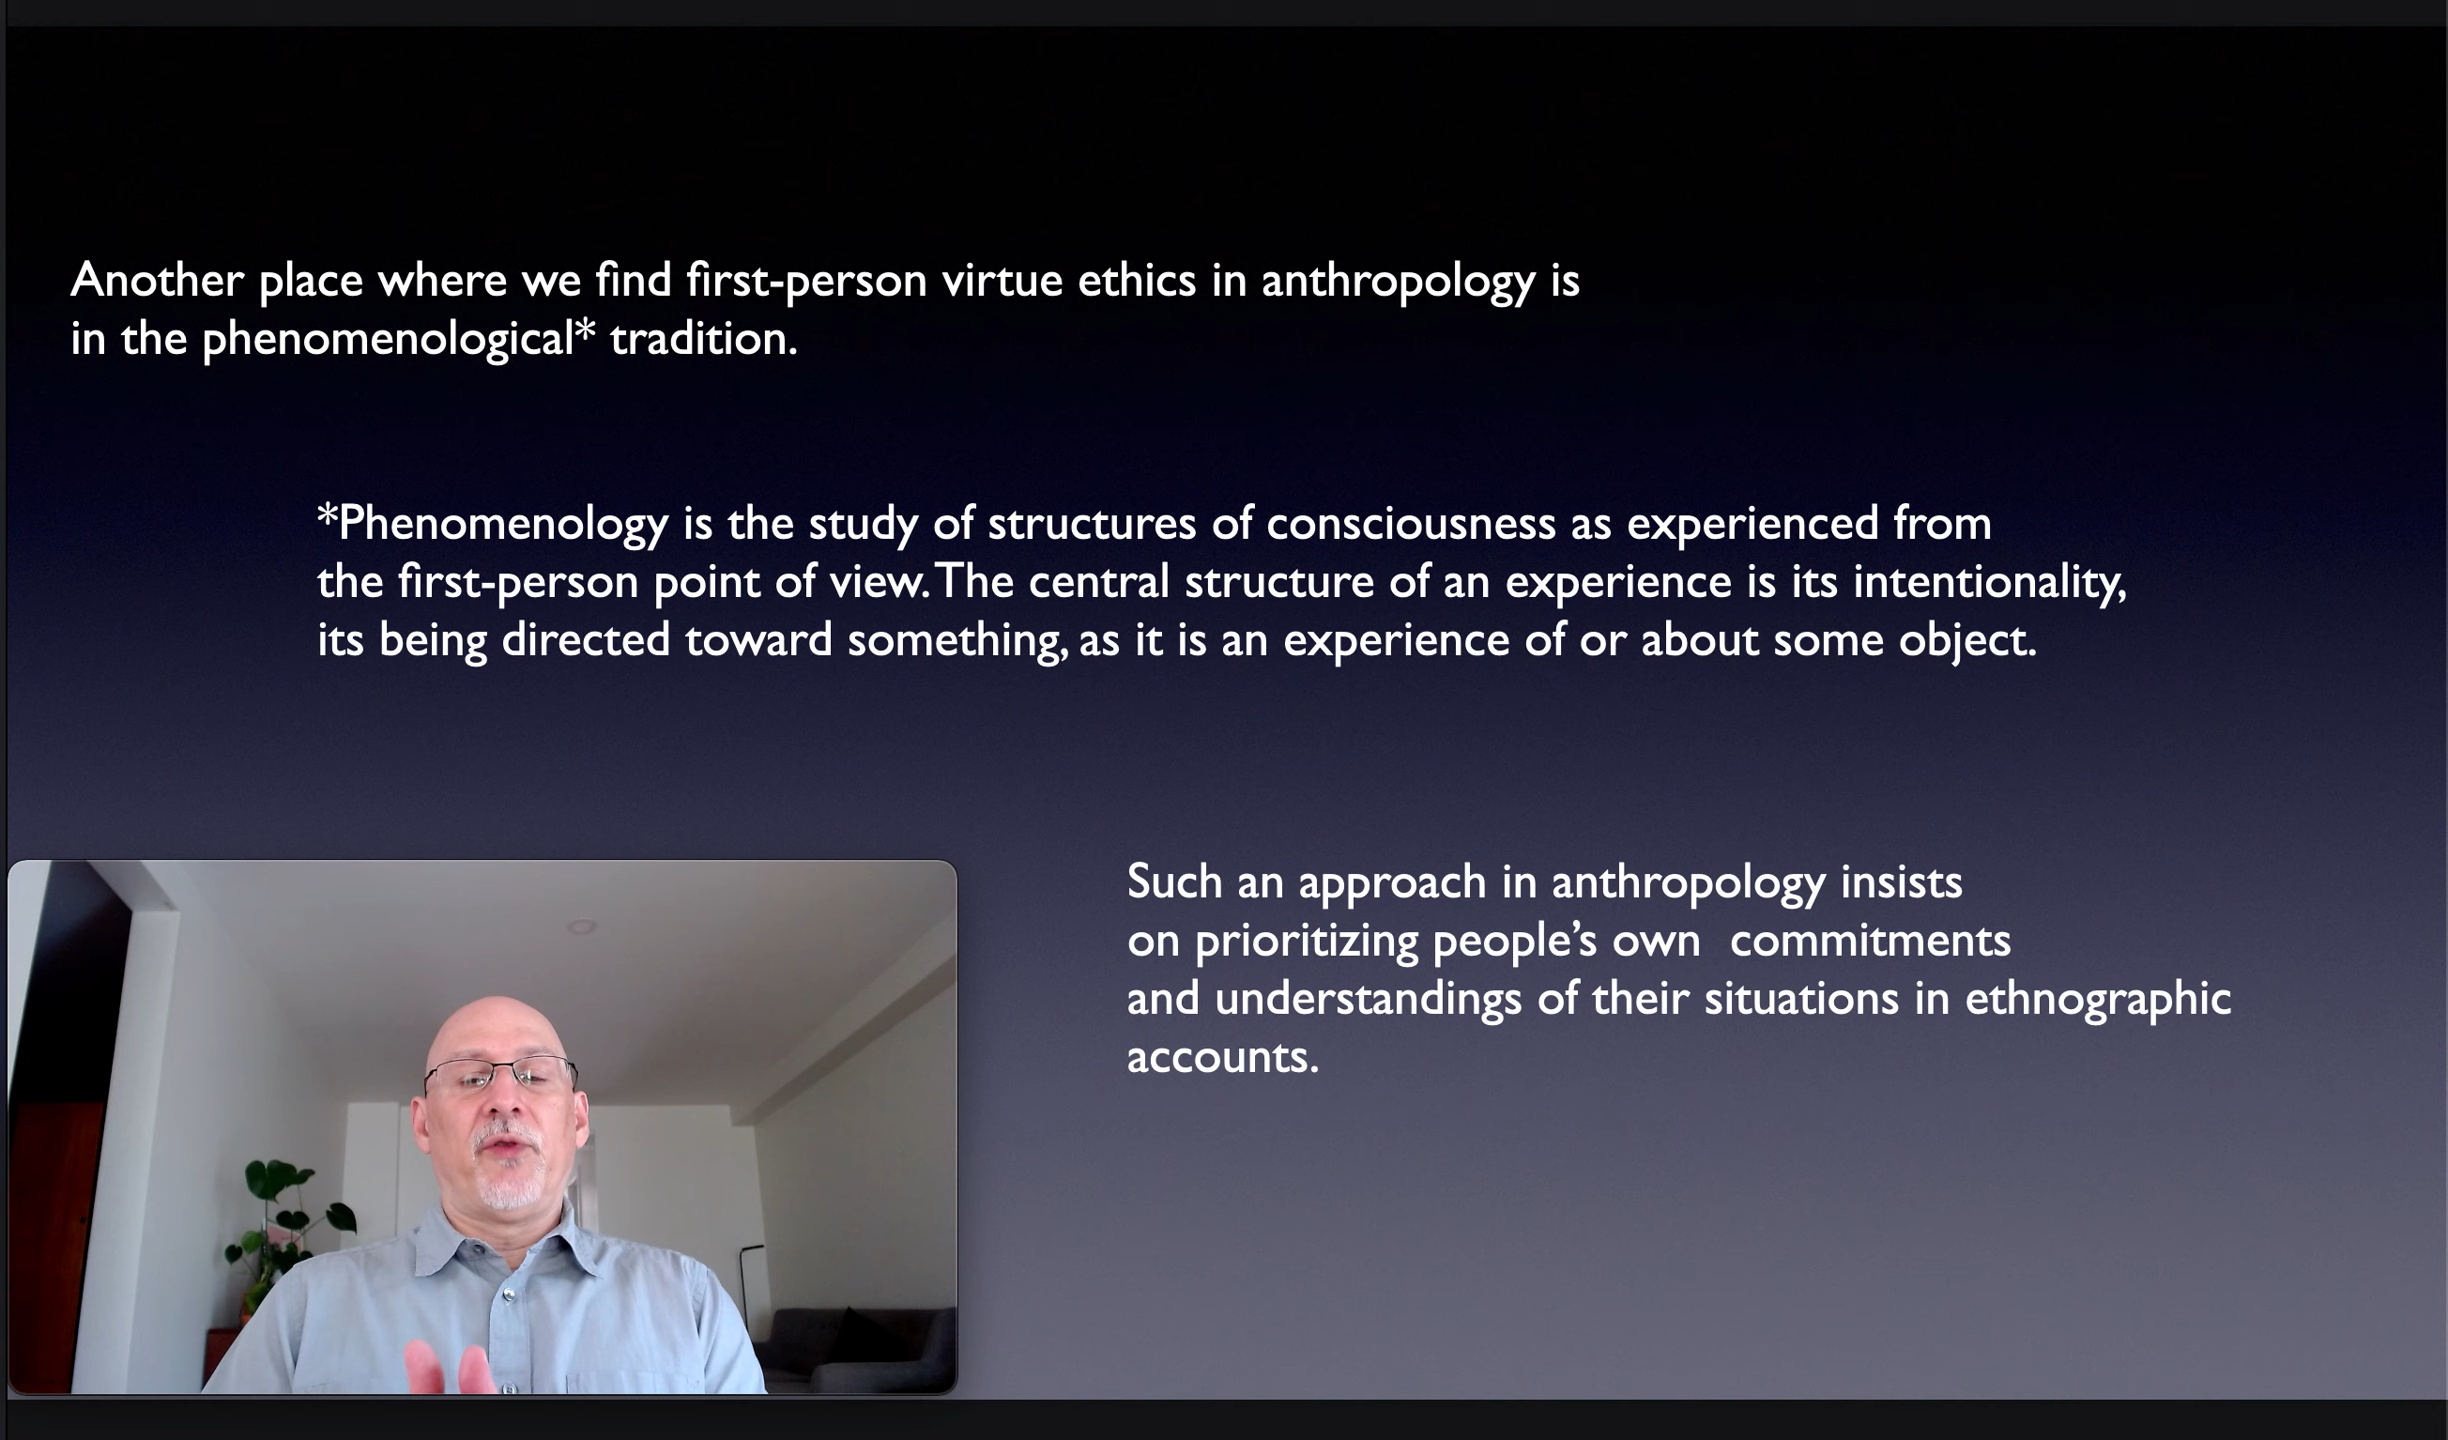 Another place where we find first-person virtue ethics in anthropology is
in the phenomenological* tradition.
*Phenomenology is the study of structures of consciousness as experienced from
the first-person point of view. The central structure of an experience is its intentionality,
its being directed toward something, as it is an experience of or about some object.
Such an approach in anthropology insists
on prioritizing people’s own  commitments
and understandings of their situations in ethnographic
accounts.